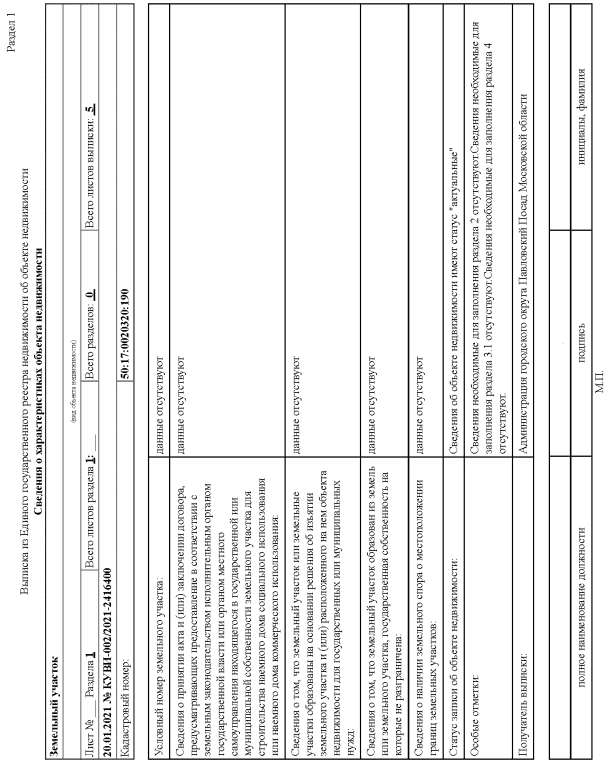 Раздел 1
Выписка из Единого государственного реестра недвижимости об объекте недвижимости
Сведения о характеристиках объекта недвижимости
Земельный участок
(вид объекта недвижимости)
Лист № ___ Раздела 1 Всего листов раздела 1: ___ Всего разделов: 0 Всего листов выписки: 5
20.01.2021 № КУВИ-002/2021-2416400
Кадастровый номер: 50:17:0020320:190
Условный номер земельного участка: данные отсутствуют
Сведения о принятии акта и (или) заключении договора, данные отсутствуют
предусматривающих предоставление в соответствии с
земельным законодательством исполнительным органом
государственной власти или органом местного
самоуправления находящегося в государственной или
муниципальной собственности земельного участка для
строительства наемного дома социального использования
или наемного дома коммерческого использования:
Сведения о том, что земельный участок или земельные данные отсутствуют
участки образованы на основании решения об изъятии
земельного участка и (или) расположенного на нем объекта
недвижимости для государственных или муниципальных
нужд:
Сведения о том, что земельный участок образован из земель данные отсутствуют
или земельного участка, государственная собственность на
которые не разграничена:
Сведения о наличии земельного спора о местоположении данные отсутствуют
границ земельных участков:
Статус записи об объекте недвижимости: Сведения об объекте недвижимости имеют статус "актуальные"
Особые отметки: Сведения необходимые для заполнения раздела 2 отсутствуют.Сведения необходимые для
заполнения раздела 3.1 отсутствуют.Сведения необходимые для заполнения раздела 4
отсутствуют.
Получатель выписки: Администрация городского округа Павловский Посад Московской области
полное наименование должности подпись инициалы, фамилия
М.П.